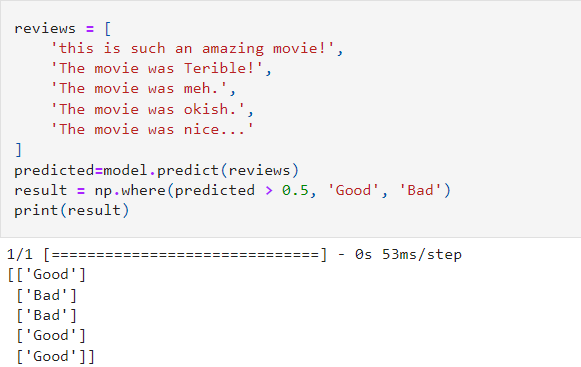 reviews = [
    'this is such an amazing movie!',
    'The movie was Terible!',
    'The movie was meh.',
    'The movie was okish.',
    'The movie was nice...'
]
predicted=model.predict(reviews)
result = np.where(predicted > 0.5, 'Good', 'Bad')
print(result)
1/1 [==============================] - 0s 53ms/step
[['Good']
 ['Bad']
 ['Bad']
 ['Good']
 ['Good']]